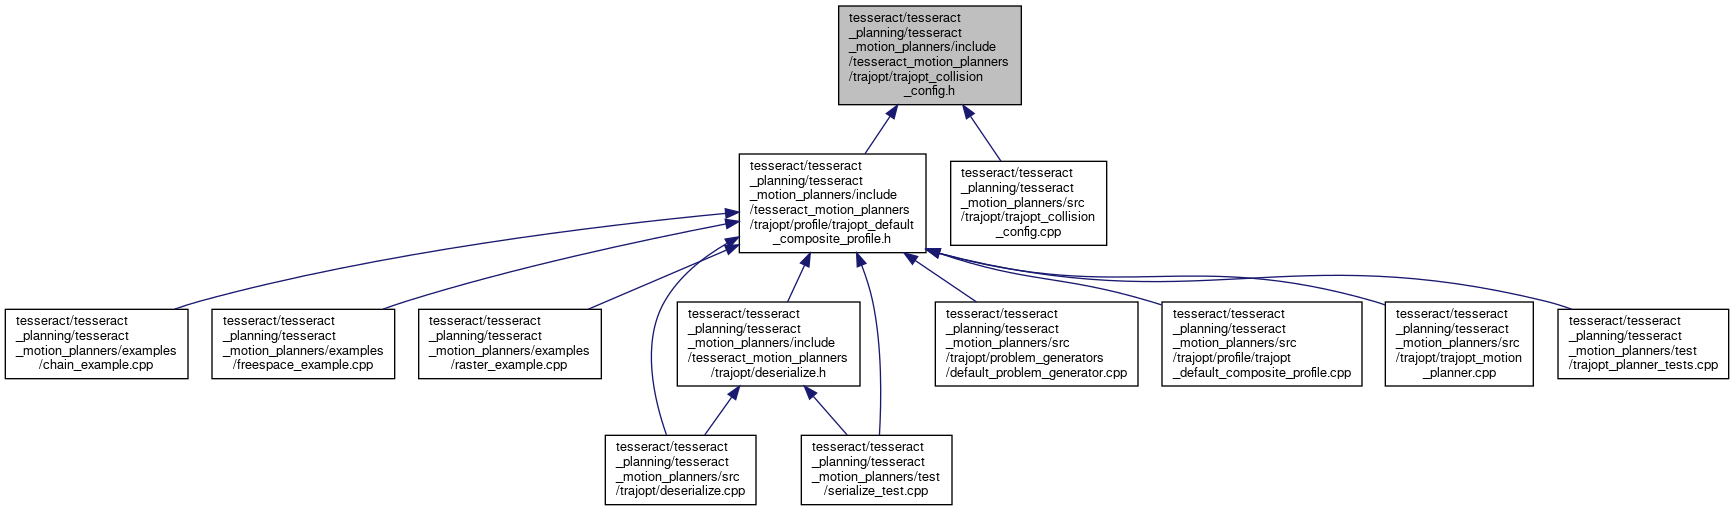 tesseract/tesseract
_planning/tesseract
_motion_planners/include
/tesseract_motion_planners
/trajopt/trajopt_collision
_config.h
tesseract/tesseract
_planning/tesseract
_motion_planners/include
/tesseract_motion_planners
/trajopt/profile/trajopt_default
_composite_profile.h
tesseract/tesseract
_planning/tesseract
_motion_planners/src
/trajopt/trajopt_collision
_config.cpp
tesseract/tesseract
_planning/tesseract
_motion_planners/examples
/chain_example.cpp
tesseract/tesseract
_planning/tesseract
_motion_planners/examples
/freespace_example.cpp
tesseract/tesseract
_planning/tesseract
_motion_planners/examples
/raster_example.cpp
tesseract/tesseract
_planning/tesseract
_motion_planners/include
/tesseract_motion_planners
/trajopt/deserialize.h
tesseract/tesseract
_planning/tesseract
_motion_planners/src
/trajopt/problem_generators
/default_problem_generator.cpp
tesseract/tesseract
_planning/tesseract
_motion_planners/src
/trajopt/profile/trajopt
_default_composite_profile.cpp
tesseract/tesseract
_planning/tesseract
_motion_planners/src
/trajopt/trajopt_motion
_planner.cpp
tesseract/tesseract
_planning/tesseract
_motion_planners/test
/trajopt_planner_tests.cpp
tesseract/tesseract
_planning/tesseract
_motion_planners/src
/trajopt/deserialize.cpp
tesseract/tesseract
_planning/tesseract
_motion_planners/test
/serialize_test.cpp